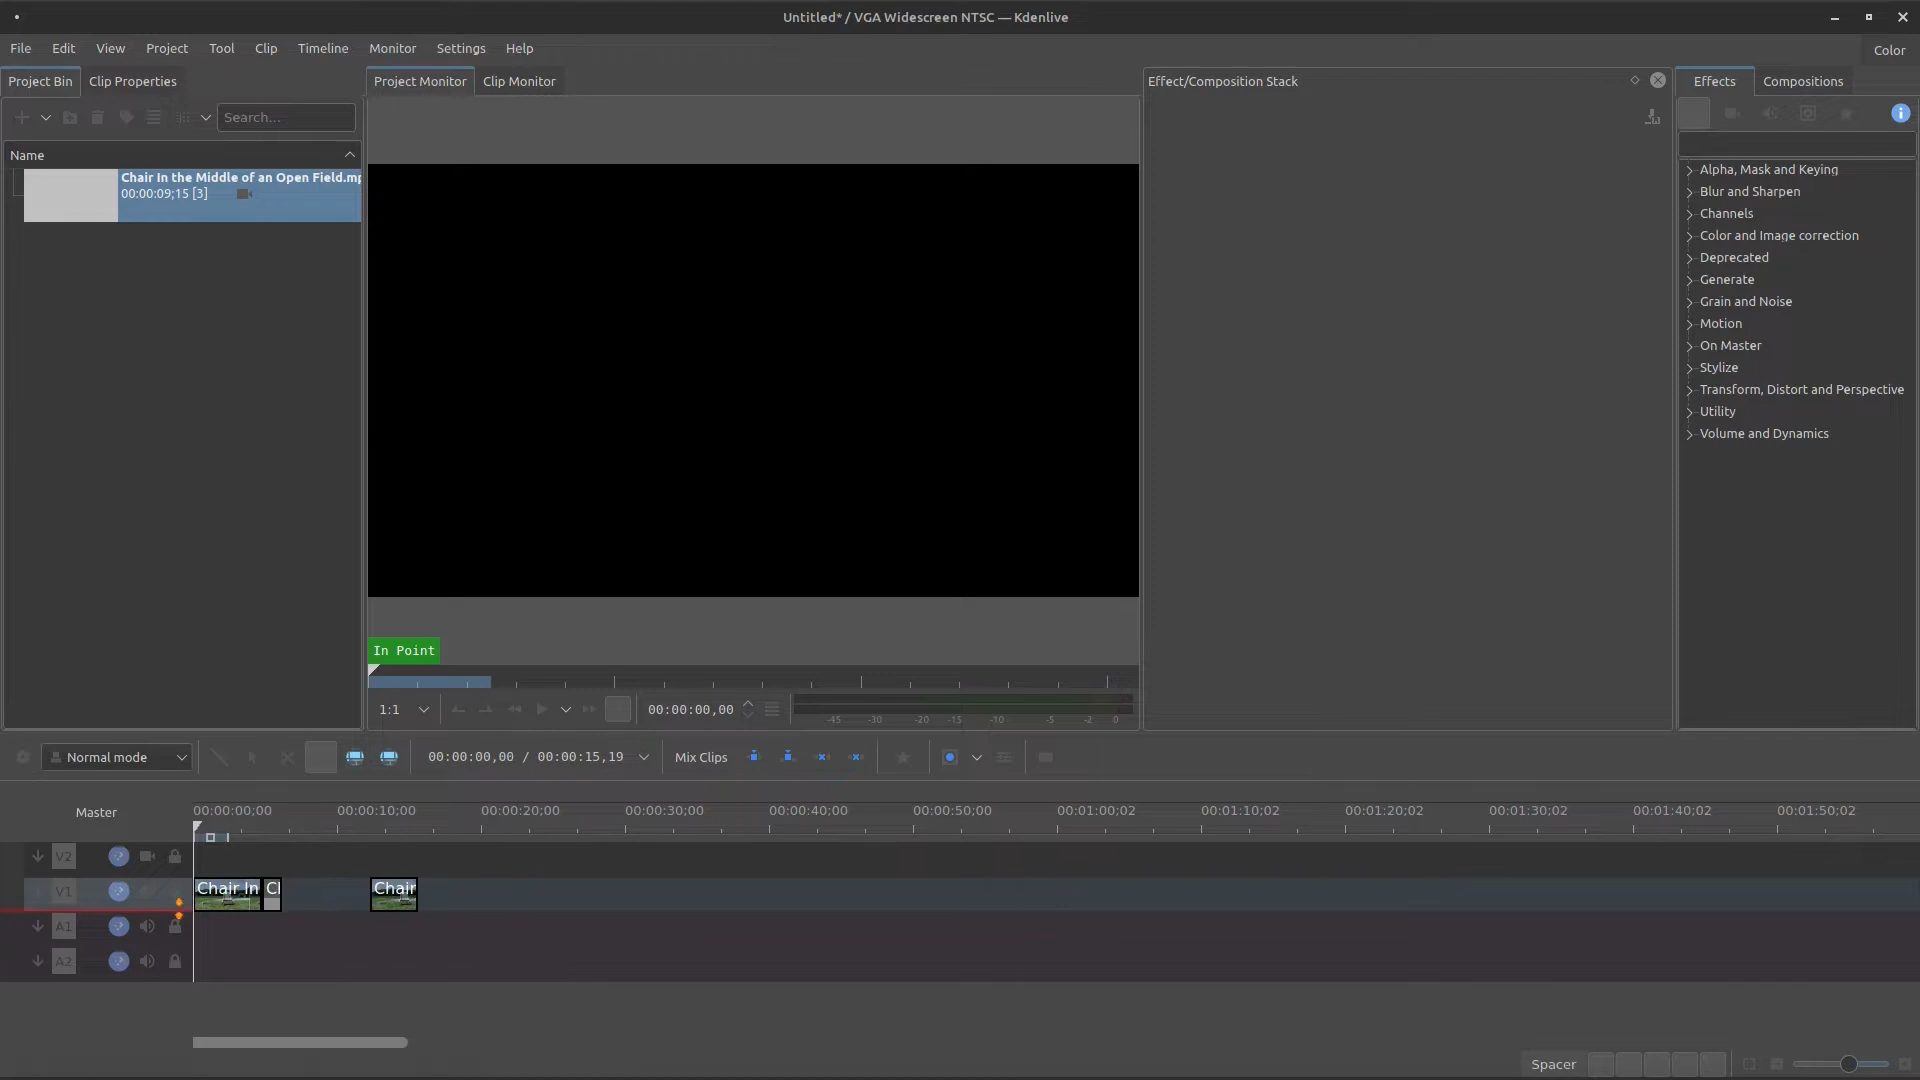 Untitled* / VGA Widescreen NTSC — Kdenlive
File Edit View Project Tool Clip Timeline Monitor Settings Help
Color
Project Bin Clip Properties
Project Monitor Clip Monitor
Effect/Composition Stack
Effects Compositions
Search...
Name
Chair In the Middle of an Open Field.mp
00:00:09;15 [3]
Alpha, Mask and Keying
Blur and Sharpen
Channels
Color and Image correction
Deprecated
Generate
Grain and Noise
Motion
On Master
Stylize
Transform, Distort and Perspective
Utility
Volume and Dynamics
In Point
1:1
00:00:00,00
-45 -30 -20 -15 -10 -5 -2 0
Normal mode
00:00:00,00 / 00:00:15,19
Mix Clips
Master
00:00:00;00 00:00:10;00 00:00:20;00 00:00:30;00 00:00:40;00 00:00:50;00 00:01:00;02 00:01:10;02 00:01:20;02 00:01:30;02 00:01:40;02 00:01:50;02
V2
V1
Chair In
Cl
Chair
A1
A2
Spacer